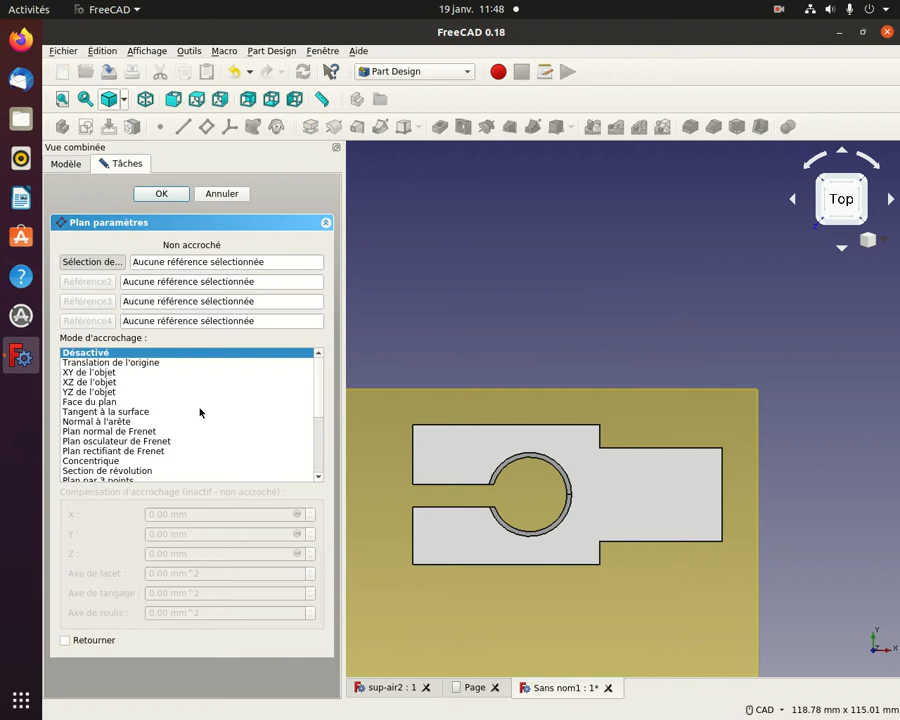 Activités FreeCAD 19 janv. 11:48
FreeCAD 0.18
Fichier Édition Affichage Outils Macro Part Design Fenêtre Aide
Part Design
Vue combinée
Modèle Tâches
OK Annuler
Plan paramètres
Non accroché
Sélection de... Aucune référence sélectionnée
Référence2 Aucune référence sélectionnée
Référence3 Aucune référence sélectionnée
Référence4 Aucune référence sélectionnée
Mode d'accrochage :
Désactivé
Translation de l'origine
XY de l'objet
XZ de l'objet
YZ de l'objet
Face du plan
Tangent à la surface
Normal à l'arête
Plan normal de Frenet
Plan osculateur de Frenet
Plan rectifiant de Frenet
Concentrique
Section de révolution
Plan par 3 points
Compensation d'accrochage (inactif - non accroché) :
X : 0.00 mm
Y : 0.00 mm
Z : 0.00 mm
Axe de lacet : 0.00 mm^2
Axe de tangage : 0.00 mm^2
Axe de roulis : 0.00 mm^2
Retourner
Top
Z
Y
Z
X
sup-air2 : 1 Page Sans nom1 : 1*
CAD 118.78 mm x 115.01 mm